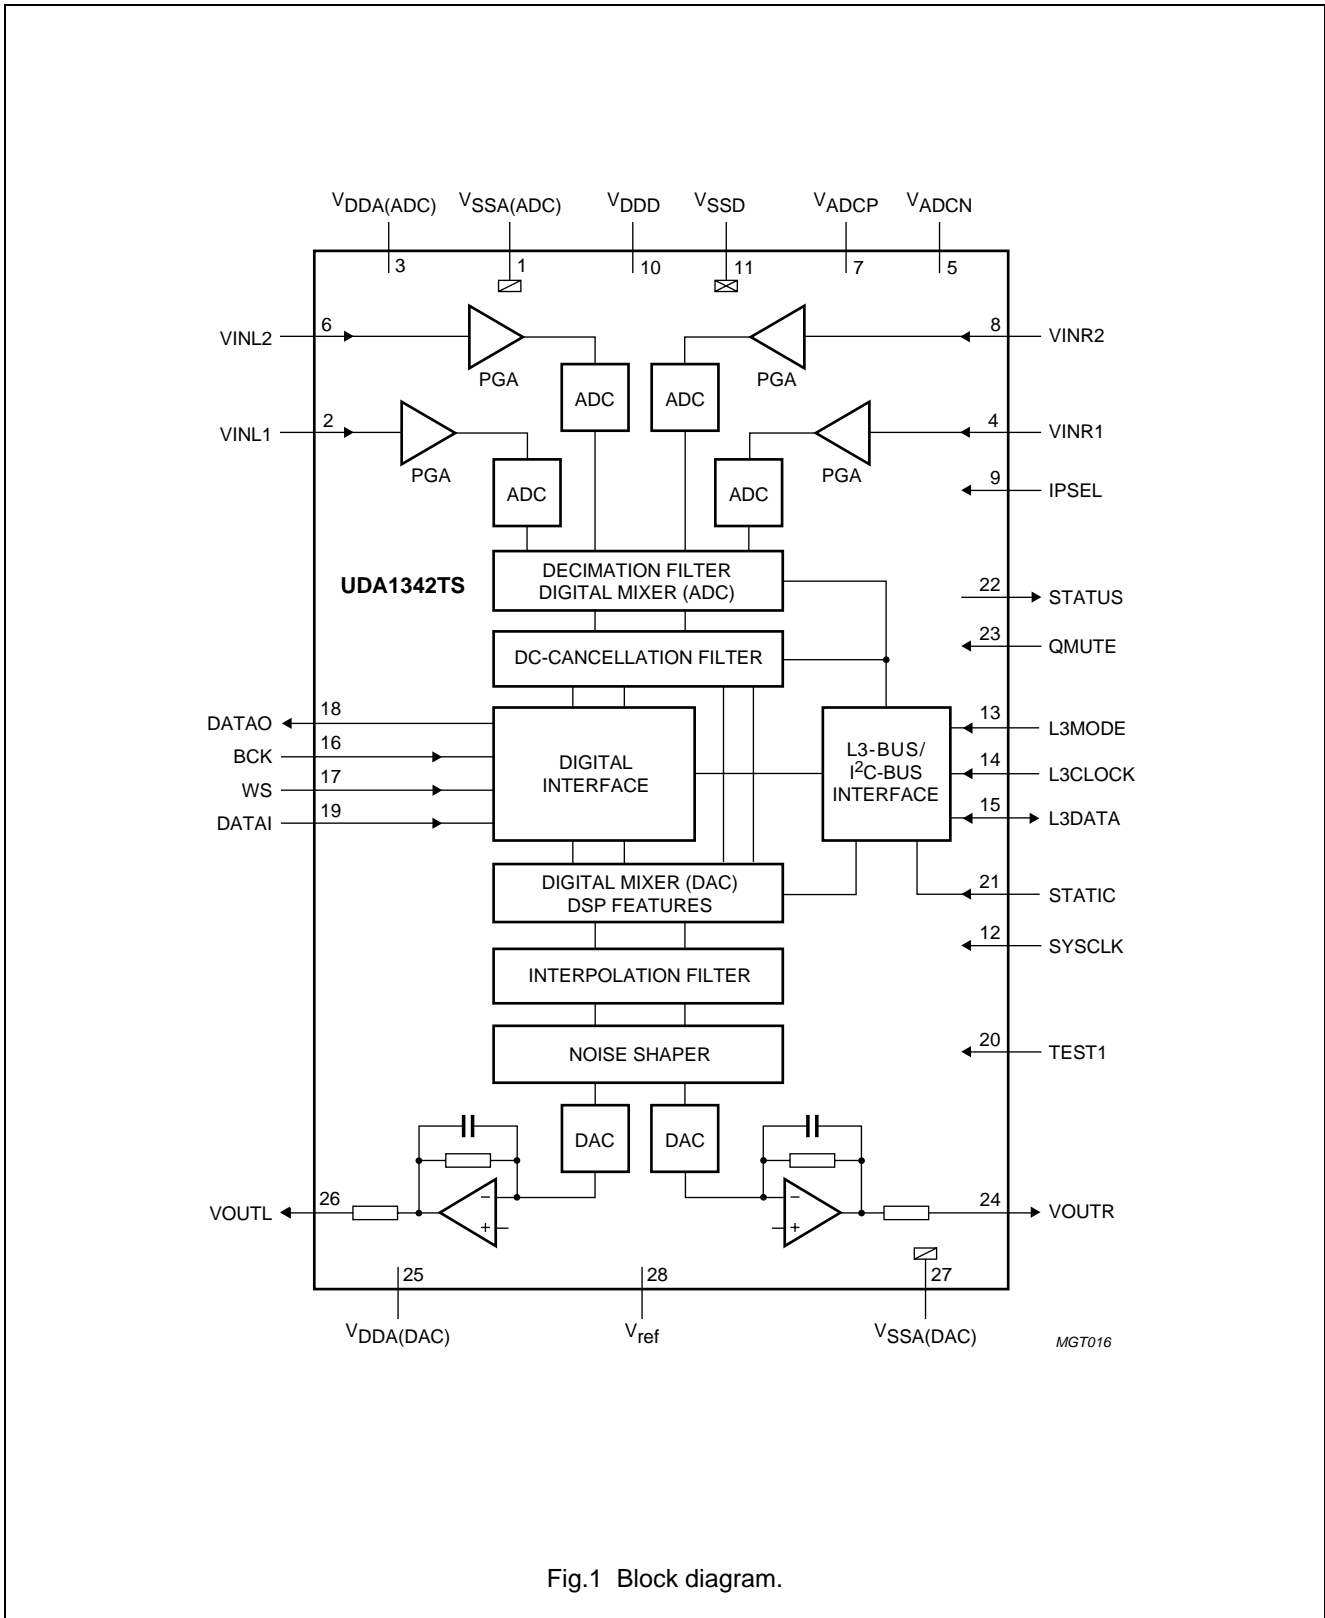 VDDA(ADC) VSSA(ADC) VDDD VSSD VADCP VADCN
3 1 10 11 7 5
VINL2 6 PGA ADC ADC PGA 8 VINR2
VINL1 2 PGA ADC ADC PGA 4 VINR1
9 IPSEL
UDA1342TS
DECIMATION FILTER
DIGITAL MIXER (ADC)
22 STATUS
23 QMUTE
DC-CANCELLATION FILTER
DATAO 18
BCK 16
WS 17
DATAI 19
DIGITAL
INTERFACE
L3-BUS/
I2C-BUS
INTERFACE
13 L3MODE
14 L3CLOCK
15 L3DATA
21 STATIC
12 SYSCLK
DIGITAL MIXER (DAC)
DSP FEATURES
INTERPOLATION FILTER
NOISE SHAPER
20 TEST1
DAC DAC
VOUTL 26 − + − + 24 VOUTR
25 28 27
VDDA(DAC) Vref VSSA(DAC)
MGT016
Fig.1 Block diagram.